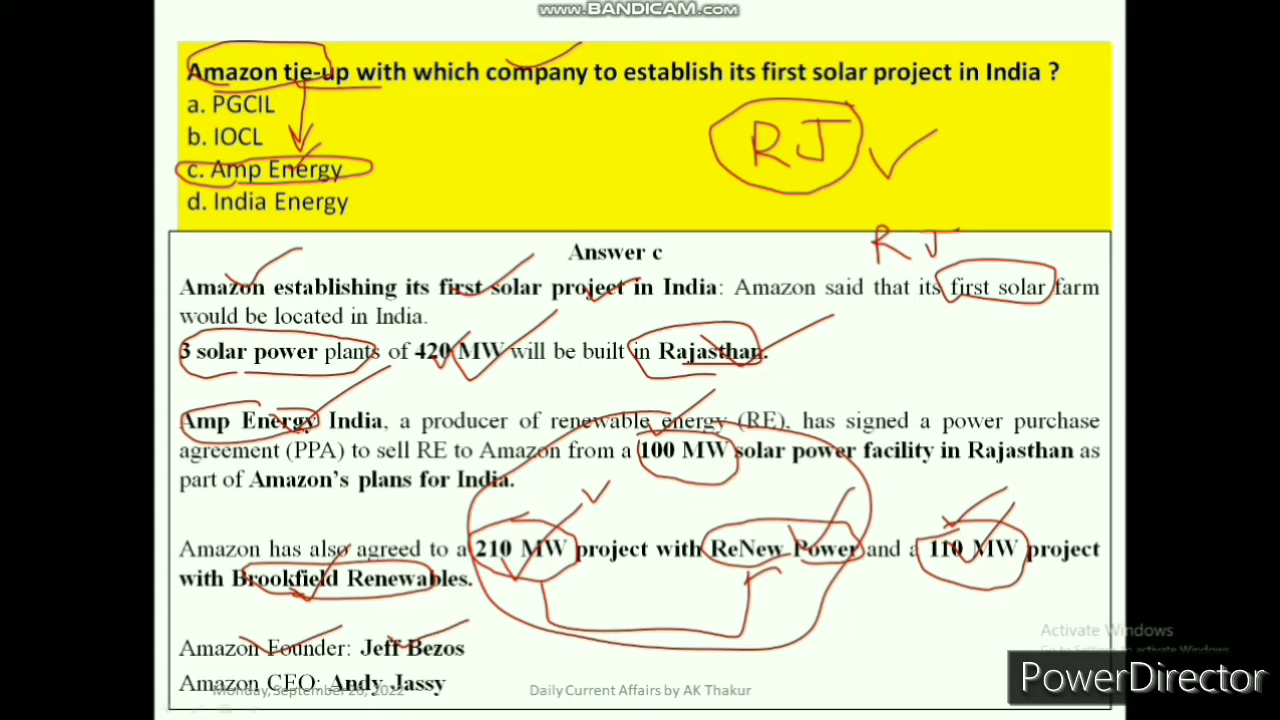 www.BANDICAM.com
Amazon tie-up with which company to establish its first solar project in India ?
a. PGCIL
b. IOCL
c. Amp Energy
d. India Energy
RJ
RJ
Answer c
Amazon establishing its first solar project in India: Amazon said that its first solar farm
would be located in India.
3 solar power plants of 420 MW will be built in Rajasthan.
Amp Energy India, a producer of renewable energy (RE), has signed a power purchase
agreement (PPA) to sell RE to Amazon from a 100 MW solar power facility in Rajasthan as
part of Amazon's plans for India.
Amazon has also agreed to a 210 MW project with ReNew Power and a 110 MW project
with Brookfield Renewables.
Activate Windows
Amazon Founder: Jeff Bezos
Amazon CEO: Andy Jassy
Daily Current Affairs by AK Thakur
PowerDirector